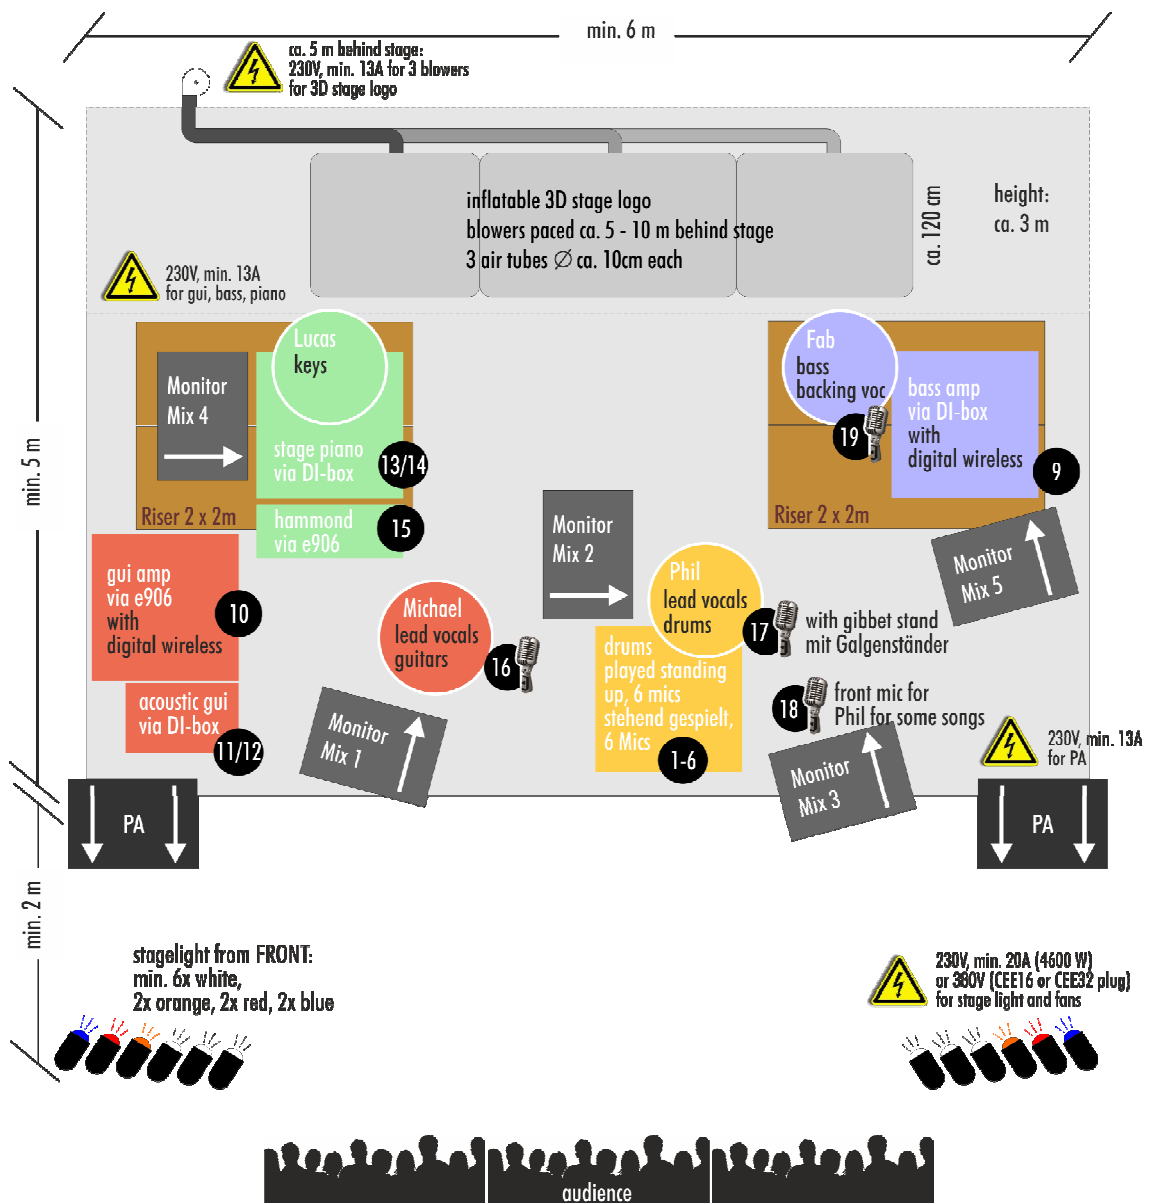 min. 6 m
ca. 5 m behind stage:
230V, min. 13A for 3 blowers
for 3D stage logo
inflatable 3D stage logo
blowers paced ca. 5 - 10 m behind stage
3 air tubes ∅ ca. 10cm each
ca. 120 cm
height:
ca. 3 m
230V, min. 13A
for gui, bass, piano
min. 5 m
Lucas
keys
Monitor
Mix 4
stage piano
via DI-box
13/14
Riser 2 x 2m
hammond
via e906
15
Fab
bass
backing voc
19
bass amp
via DI-box
with
digital wireless
9
Riser 2 x 2m
gui amp
via e906
with
digital wireless
10
acoustic gui
via DI-box
11/12
Michael
lead vocals
guitars
16
Monitor
Mix 1
Monitor
Mix 2
Phil
lead vocals
drums
17
with gibbet stand
mit Galgenständer
drums
played standing
up, 6 mics
stehend gespielt,
6 Mics
1-6
18
front mic for
Phil for some songs
Monitor
Mix 3
Monitor
Mix 5
230V, min. 13A
for PA
PA
PA
min. 2 m
stagelight from FRONT:
min. 6x white,
2x orange, 2x red, 2x blue
230V, min. 20A (4600 W)
or 380V (CEE16 or CEE32 plug)
for stage light and fans
audience